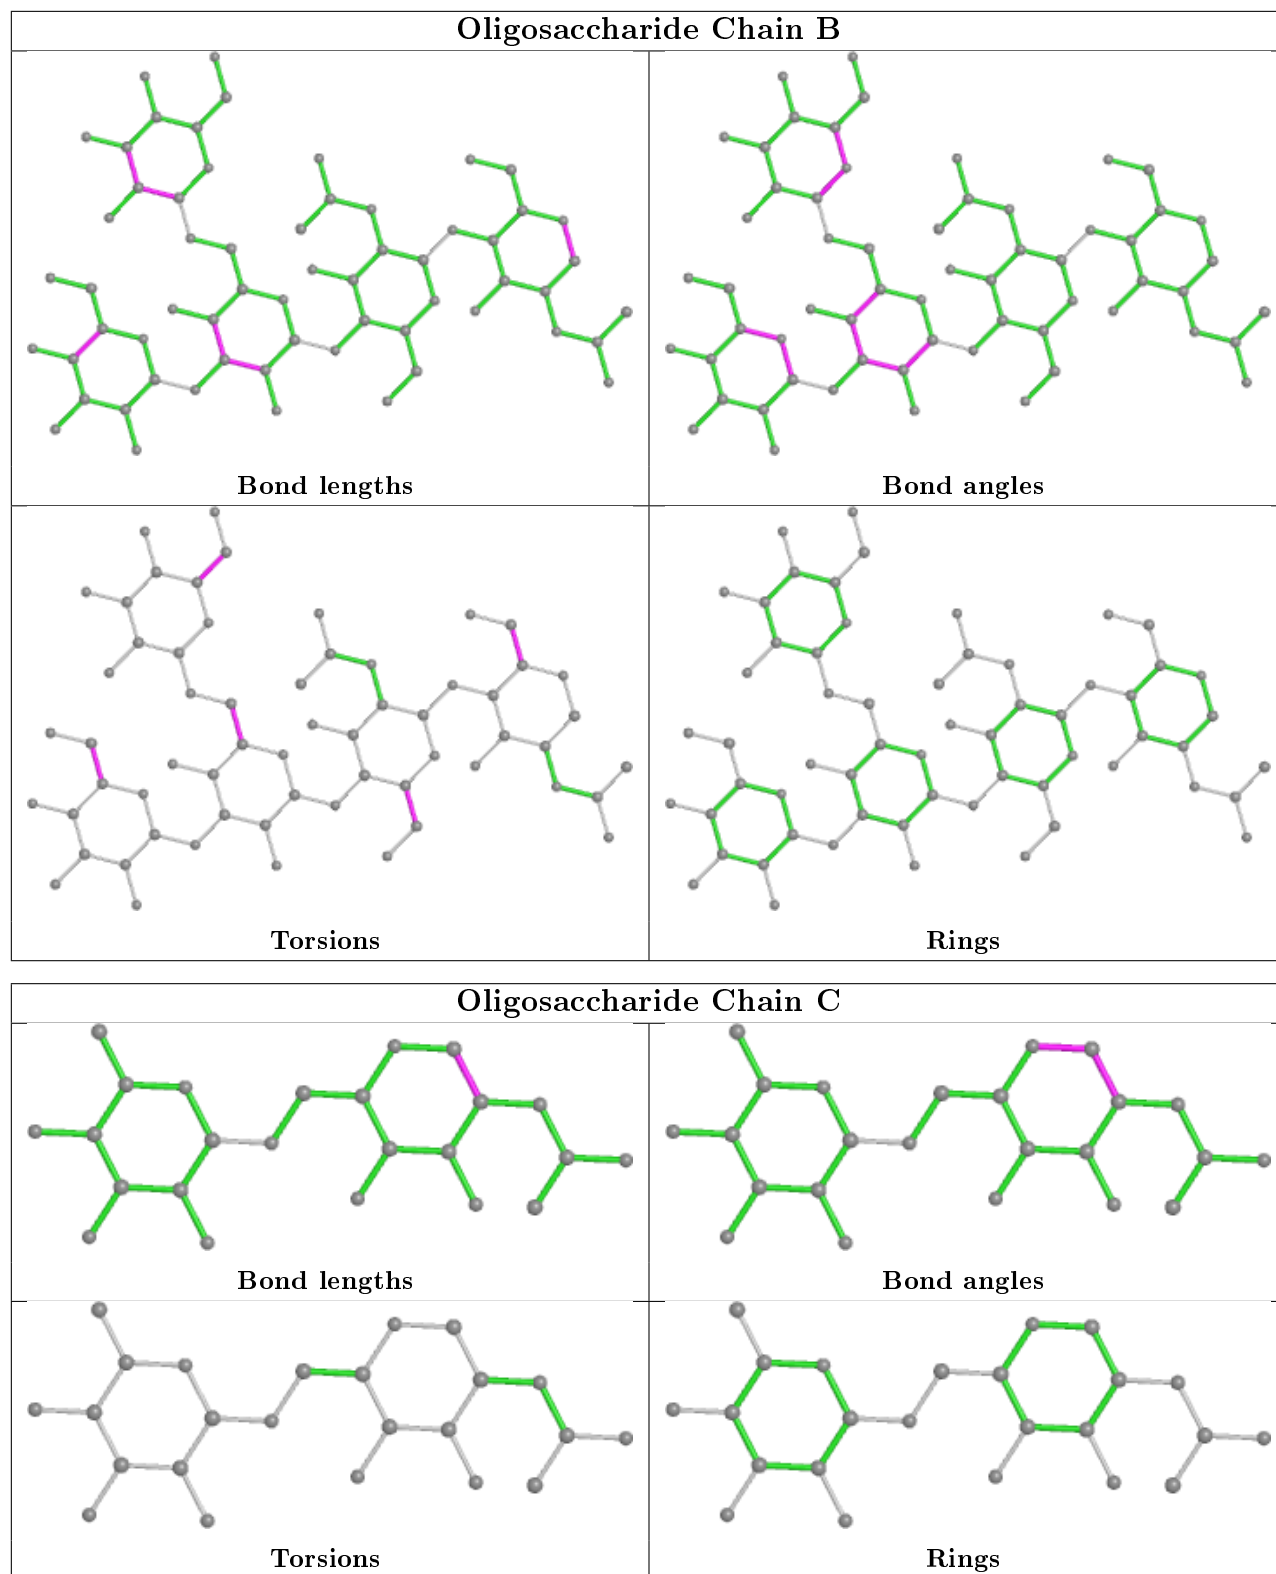 Oligosaccharide Chain B
Bond lengths
Bond angles
Torsions
Rings
Oligosaccharide Chain C
Bond lengths
Bond angles
Torsions
Rings